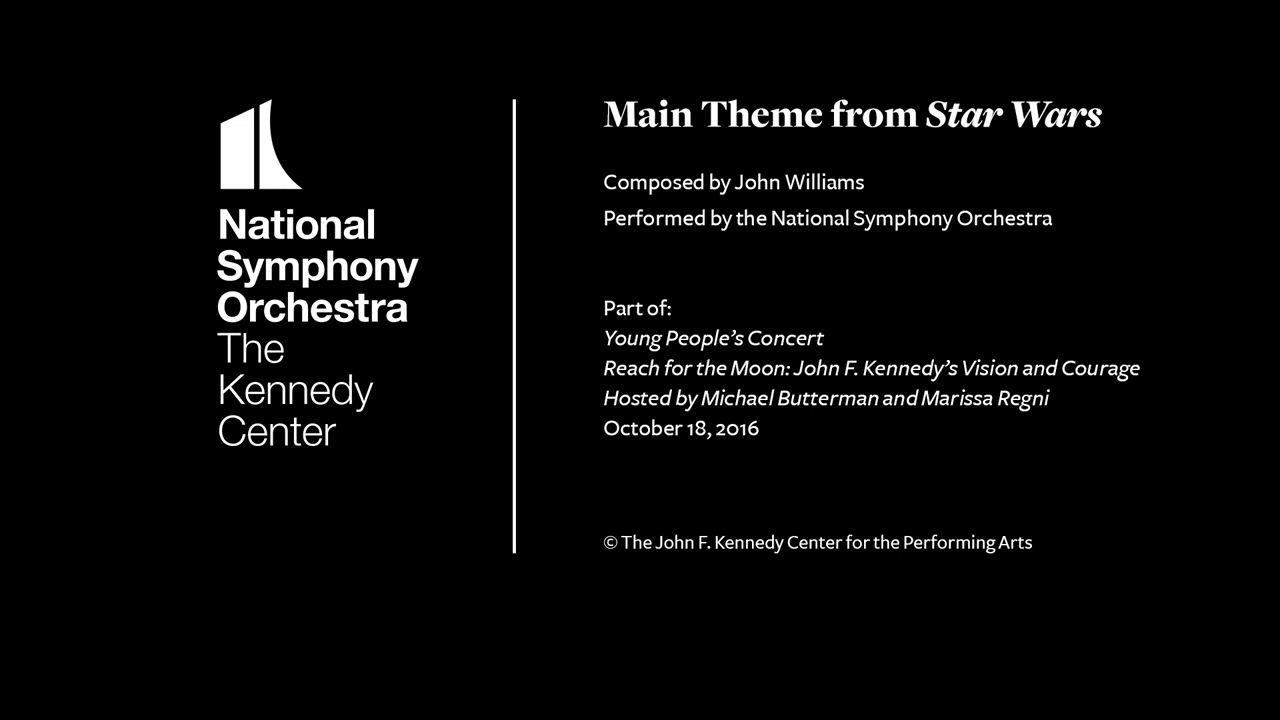 National
Symphony
Orchestra
The
Kennedy
Center
Main Theme from Star Wars
Composed by John Williams
Performed by the National Symphony Orchestra
Part of:
Young People’s Concert
Reach for the Moon: John F. Kennedy’s Vision and Courage
Hosted by Michael Butterman and Marissa Regni
October 18, 2016
© The John F. Kennedy Center for the Performing Arts